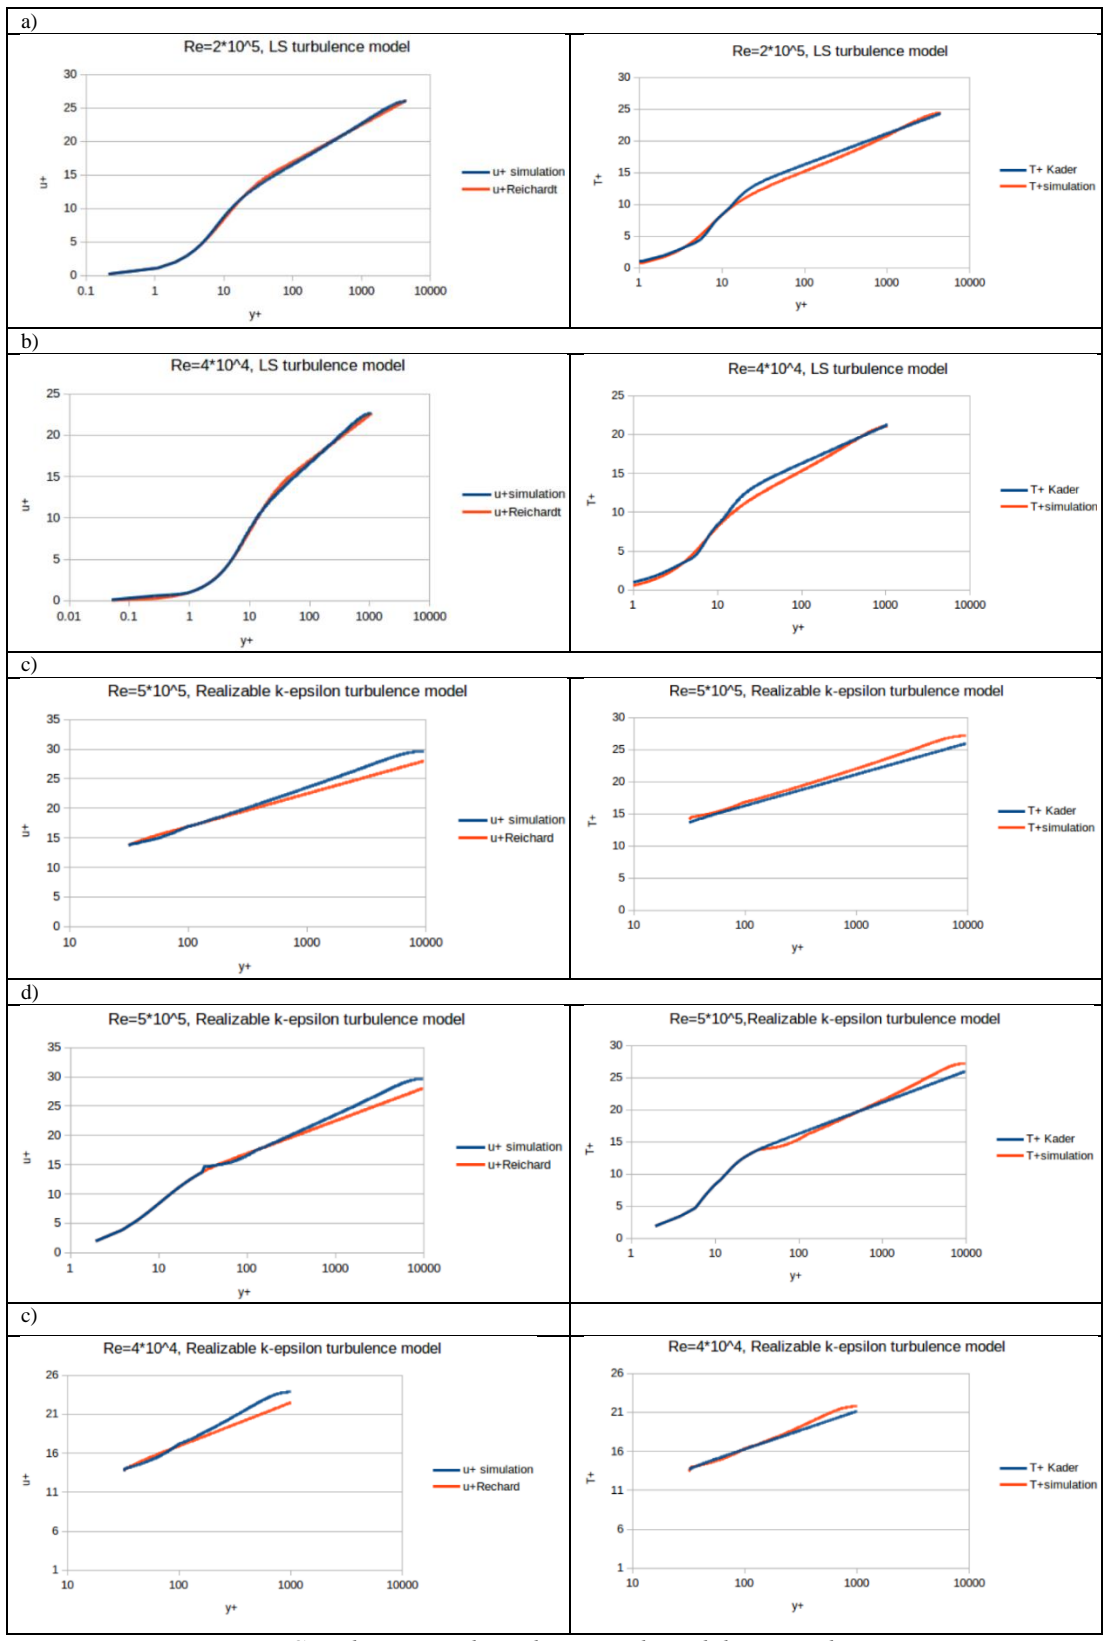 a)
Re=2*10^5, LS turbulence model
30
25
20
15
10
5
0
u+
0.1 1 10 100 1000 10000
y+
u+ simulation
u+Reichardt
Re=2*10^5, LS turbulence model
30
25
20
15
10
5
0
T+
1 10 100 1000 10000
y+
T+ Kader
T+simulation
b)
Re=4*10^4, LS turbulence model
25
20
15
10
5
0
u+
0.01 0.1 1 10 100 1000 10000
y+
u+simulation
u+Reichardt
Re=4*10^4, LS turbulence model
25
20
15
10
5
0
T+
1 10 100 1000 10000
y+
T+ Kader
T+simulation
c)
Re=5*10^5, Realizable k-epsilon turbulence model
35
30
25
20
15
10
5
0
u+
10 100 1000 10000
y+
u+ simulation
u+Reichard
Re=5*10^5, Realizable k-epsilon turbulence model
30
25
20
15
10
5
0
T+
10 100 1000 10000
y+
T+ Kader
T+simulation
d)
Re=5*10^5, Realizable k-epsilon turbulence model
35
30
25
20
15
10
5
0
u+
1 10 100 1000 10000
y+
u+ simulation
u+Reichard
Re=5*10^5,Realizable k-epsilon turbulence model
30
25
20
15
10
5
0
T+
1 10 100 1000 10000
y+
T+ Kader
T+simulation
c)
Re=4*10^4, Realizable k-epsilon turbulence model
26
21
16
11
6
1
u+
10 100 1000 10000
y+
u+ simulation
u+Rechard
Re=4*10^4, Realizable k-epsilon turbulence model
26
21
16
11
6
1
T+
10 100 1000 10000
y+
T+ Kader
T+simulation